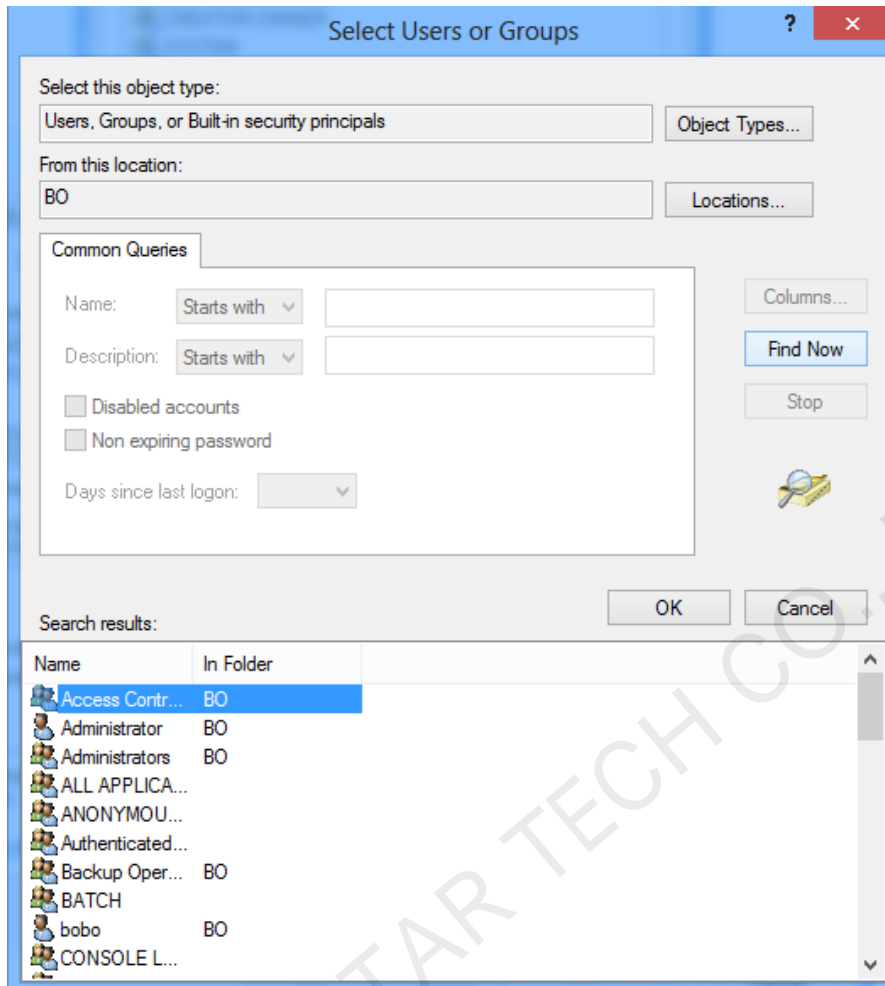 Select Users or Groups
?
Select this object type:
Users, Groups, or Built-in security principals
Object Types...
From this location:
BO
Locations...
Common Queries
Name:
Starts with
Columns...
Description:
Starts with
Find Now
Disabled accounts
Stop
Non expiring password
Days since last logon:
OK
Cancel
Search results:
Name In Folder
Access Contr... BO
Administrator BO
Administrators BO
ALL APPLICA...
ANONYMOU...
Authenticated...
Backup Oper... BO
BATCH
bobo BO
CONSOLE L...
TAR TECH CO.,